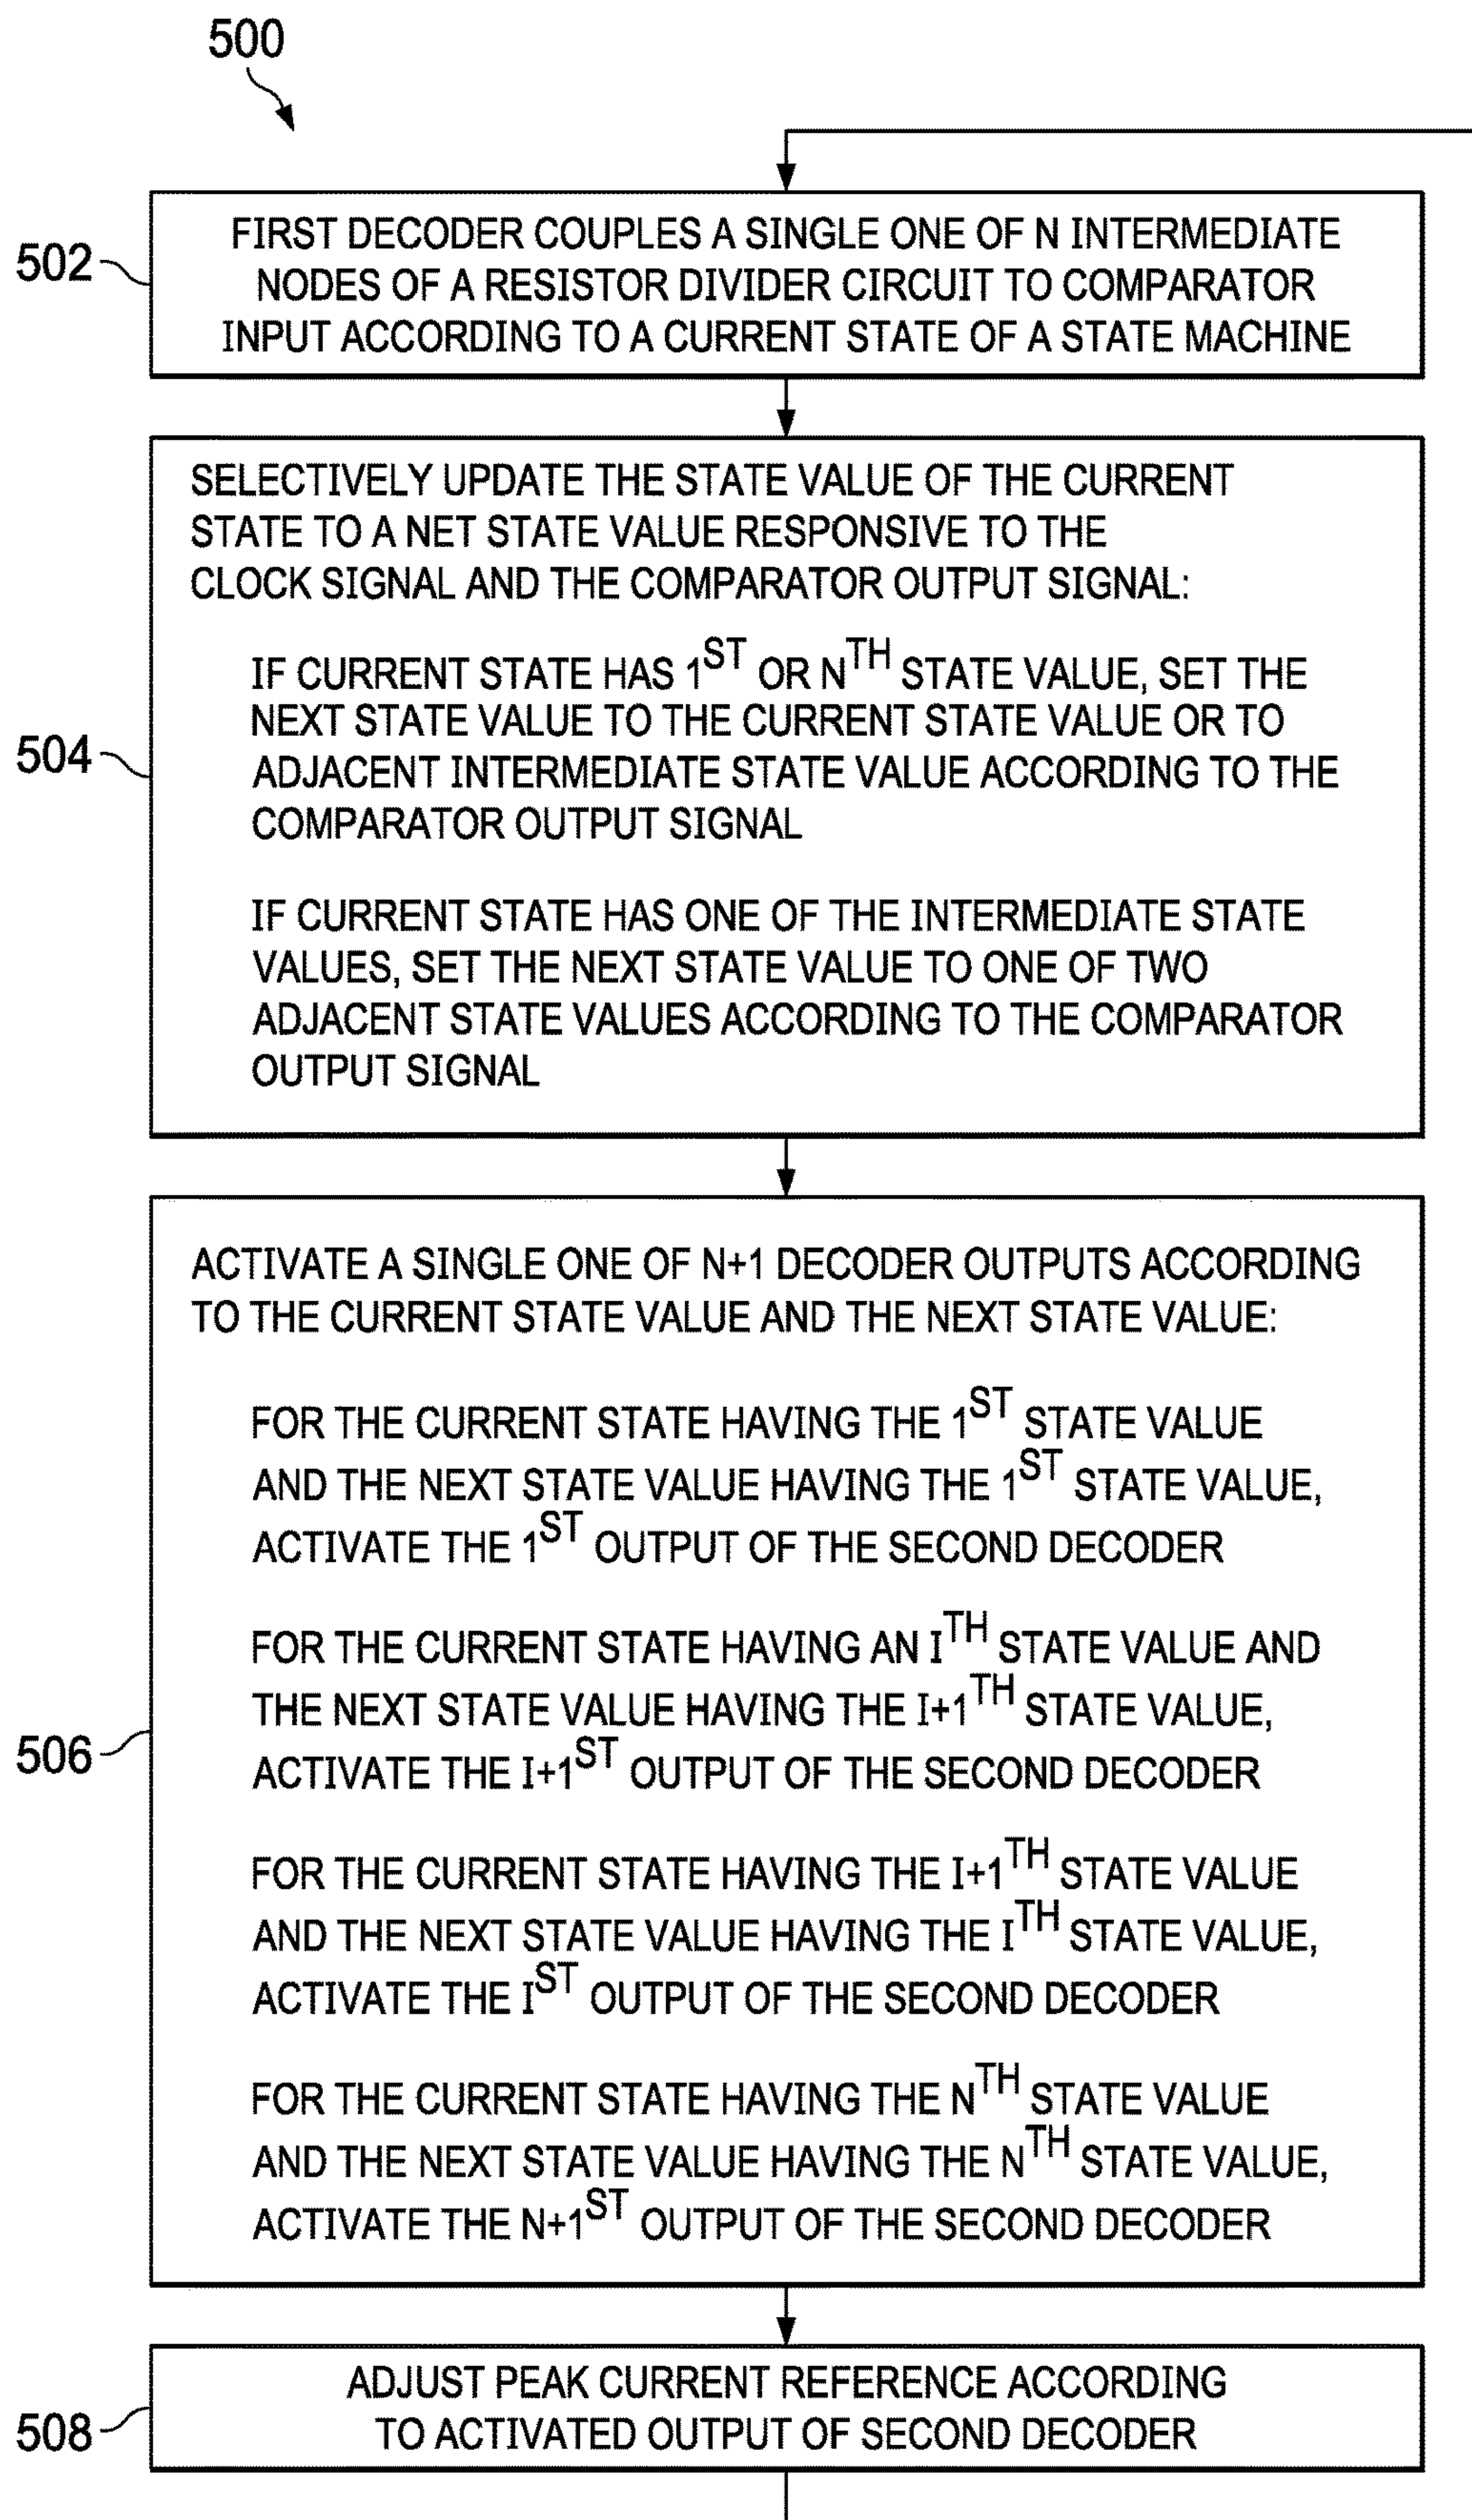 500
502
FIRST DECODER COUPLES A SINGLE ONE OF N INTERMEDIATE
NODES OF A RESISTOR DIVIDER CIRCUIT TO COMPARATOR
INPUT ACCORDING TO A CURRENT STATE OF A STATE MACHINE
504
SELECTIVELY UPDATE THE STATE VALUE OF THE CURRENT
STATE TO A NET STATE VALUE RESPONSIVE TO THE
CLOCK SIGNAL AND THE COMPARATOR OUTPUT SIGNAL:
IF CURRENT STATE HAS 1ST OR NTH STATE VALUE, SET THE
NEXT STATE VALUE TO THE CURRENT STATE VALUE OR TO
ADJACENT INTERMEDIATE STATE VALUE ACCORDING TO THE
COMPARATOR OUTPUT SIGNAL
IF CURRENT STATE HAS ONE OF THE INTERMEDIATE STATE
VALUES, SET THE NEXT STATE VALUE TO ONE OF TWO
ADJACENT STATE VALUES ACCORDING TO THE COMPARATOR
OUTPUT SIGNAL
506
ACTIVATE A SINGLE ONE OF N+1 DECODER OUTPUTS ACCORDING
TO THE CURRENT STATE VALUE AND THE NEXT STATE VALUE:
FOR THE CURRENT STATE HAVING THE 1ST STATE VALUE
AND THE NEXT STATE VALUE HAVING THE 1ST STATE VALUE,
ACTIVATE THE 1ST OUTPUT OF THE SECOND DECODER
FOR THE CURRENT STATE HAVING AN ITH STATE VALUE AND
THE NEXT STATE VALUE HAVING THE I+1TH STATE VALUE,
ACTIVATE THE I+1ST OUTPUT OF THE SECOND DECODER
FOR THE CURRENT STATE HAVING THE I+1TH STATE VALUE
AND THE NEXT STATE VALUE HAVING THE ITH STATE VALUE,
ACTIVATE THE IST OUTPUT OF THE SECOND DECODER
FOR THE CURRENT STATE HAVING THE NTH STATE VALUE
AND THE NEXT STATE VALUE HAVING THE NTH STATE VALUE,
ACTIVATE THE N+1ST OUTPUT OF THE SECOND DECODER
508
ADJUST PEAK CURRENT REFERENCE ACCORDING
TO ACTIVATED OUTPUT OF SECOND DECODER